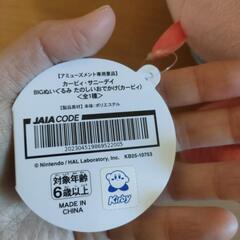 【アミューズメント専用景品】
カービィ・サニーデイ
BIGぬいぐるみ たのしいおでかけ(カービィ)
<全1種>
【製品素材】本体:ポリエステル
JAIA CODE
2023045198695 22005
© Nintendo / HAL Laboratory, Inc. KB25-10753
対象年齢
6歳以上
Kirby
MADE IN
CHINA